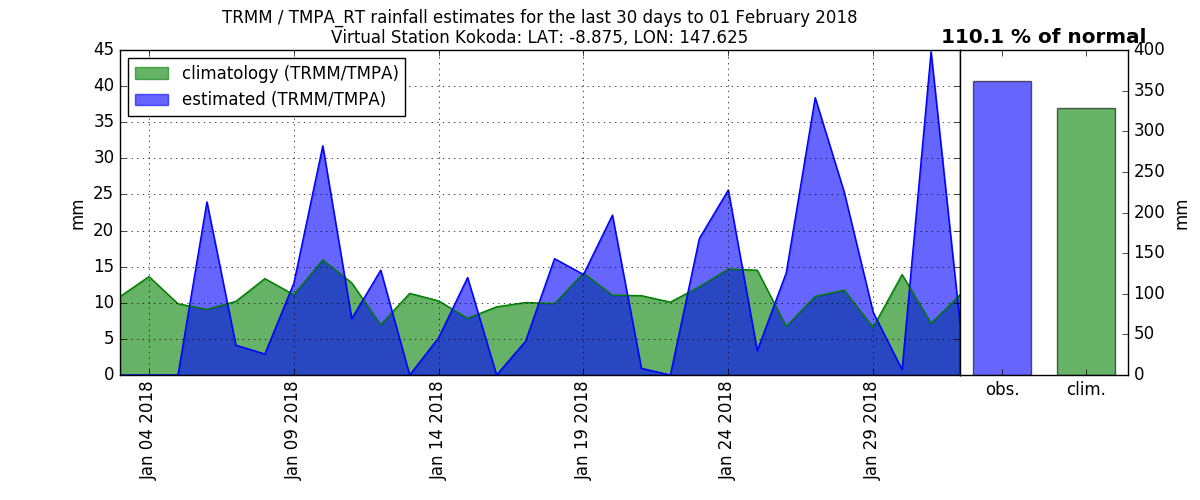 TRMM / TMPA_RT rainfall estimates for the last 30 days to 01 February 2018
Virtual Station Kokoda: LAT: -8.875, LON: 147.625
110.1 % of normal
climatology (TRMM/TMPA)
estimated (TRMM/TMPA)
mm
45
40
35
30
25
20
15
10
5
0
Jan 04 2018
Jan 09 2018
Jan 14 2018
Jan 19 2018
Jan 24 2018
Jan 29 2018
obs.
clim.
400
350
300
250
200
150
100
50
0
mm